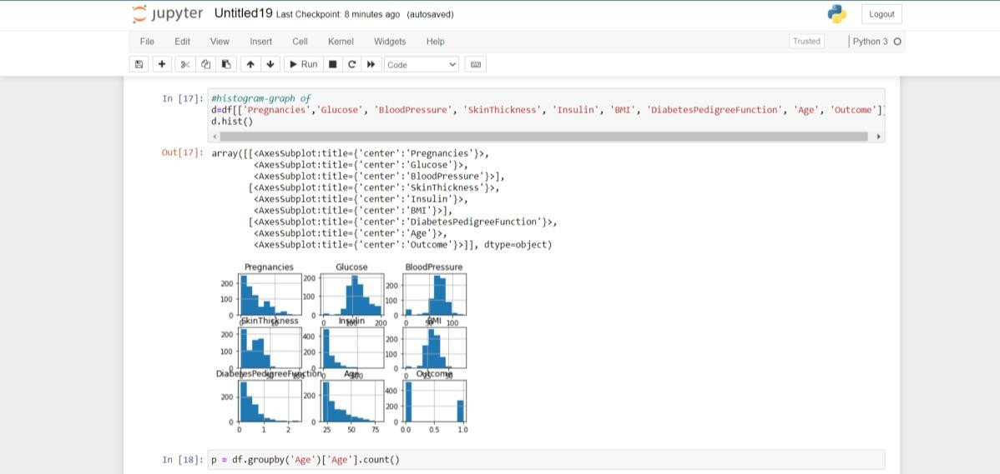 jupyter Untitled19 Last Checkpoint: 8 minutes ago (autosaved)
Logout
File Edit View Insert Cell Kernel Widgets Help Trusted Python 3
Run Code
In [17]: #histogram-graph of
d=df[['Pregnancies','Glucose', 'BloodPressure', 'SkinThickness', 'Insulin', 'BMI', 'DiabetesPedigreeFunction', 'Age', 'Outcome']]
d.hist()
Out[17]: array([[<AxesSubplot:title={'center':'Pregnancies'}>,
<AxesSubplot:title={'center':'Glucose'}>,
<AxesSubplot:title={'center':'BloodPressure'}>],
[<AxesSubplot:title={'center':'SkinThickness'}>,
<AxesSubplot:title={'center':'Insulin'}>,
<AxesSubplot:title={'center':'BMI'}>],
[<AxesSubplot:title={'center':'DiabetesPedigreeFunction'}>,
<AxesSubplot:title={'center':'Age'}>,
<AxesSubplot:title={'center':'Outcome'}>]], dtype=object)
Pregnancies Glucose BloodPressure
200 200 200
100 100 100
0 0 0
0 200 0 100
SkinThickness Insulin BMI
200 400 200
100 200 100
0 0 0
DiabetesPedigreeFunction Age Outcome
200 200 400
200
0 0 0
0 1 2 25 50 75 0.0 0.5 1.0
In [18]: p = df.groupby('Age')['Age'].count()